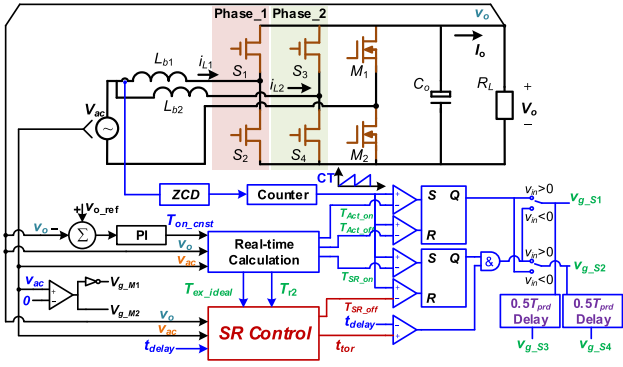 Phase_1 Phase_2
v_o
L_b1
i_L1
S_1
S_3
M_1
I_o
i_L2
L_b2
C_o
R_L
+
V_o
−
V_ac
~
S_2
S_4
M_2
CT
ZCD
Counter
S Q
R
v_in>0
v_in<0
v_g_S1
+v_o_ref
v_o −
Σ
PI
T_on_cnst
T_Act_on
T_Act_off
v_o
v_ac
Real-time
Calculation
T_SR_on
S Q
R
&
v_in>0
v_in<0
v_g_S2
v_ac
0
+
−
V_g_M1
V_g_M2
T_ex_ideal
T_r2
v_o
v_ac
t_delay
SR Control
T_SR_off
t_delay
t_tor
0.5T_prd
Delay
0.5T_prd
Delay
v_g_S3
v_g_S4